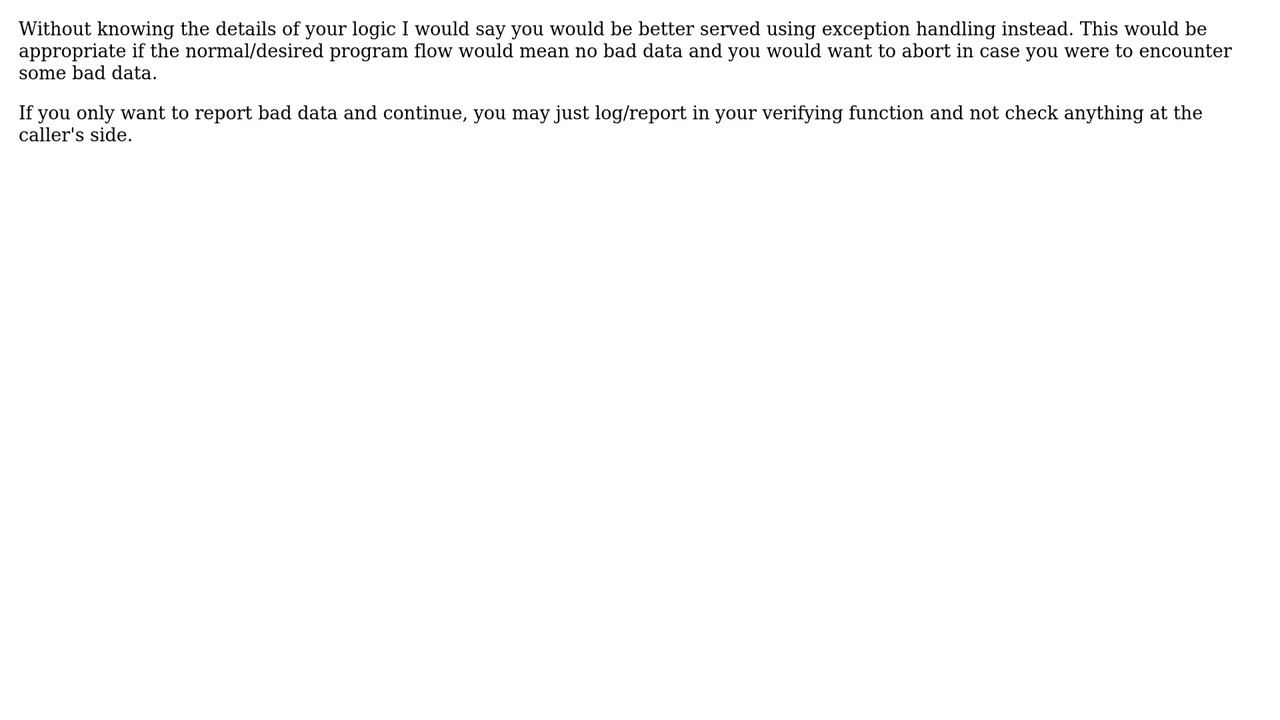 Without knowing the details of your logic I would say you would be better served using exception handling instead. This would be
appropriate if the normal/desired program flow would mean no bad data and you would want to abort in case you were to encounter
some bad data.
If you only want to report bad data and continue, you may just log/report in your verifying function and not check anything at the
caller's side.